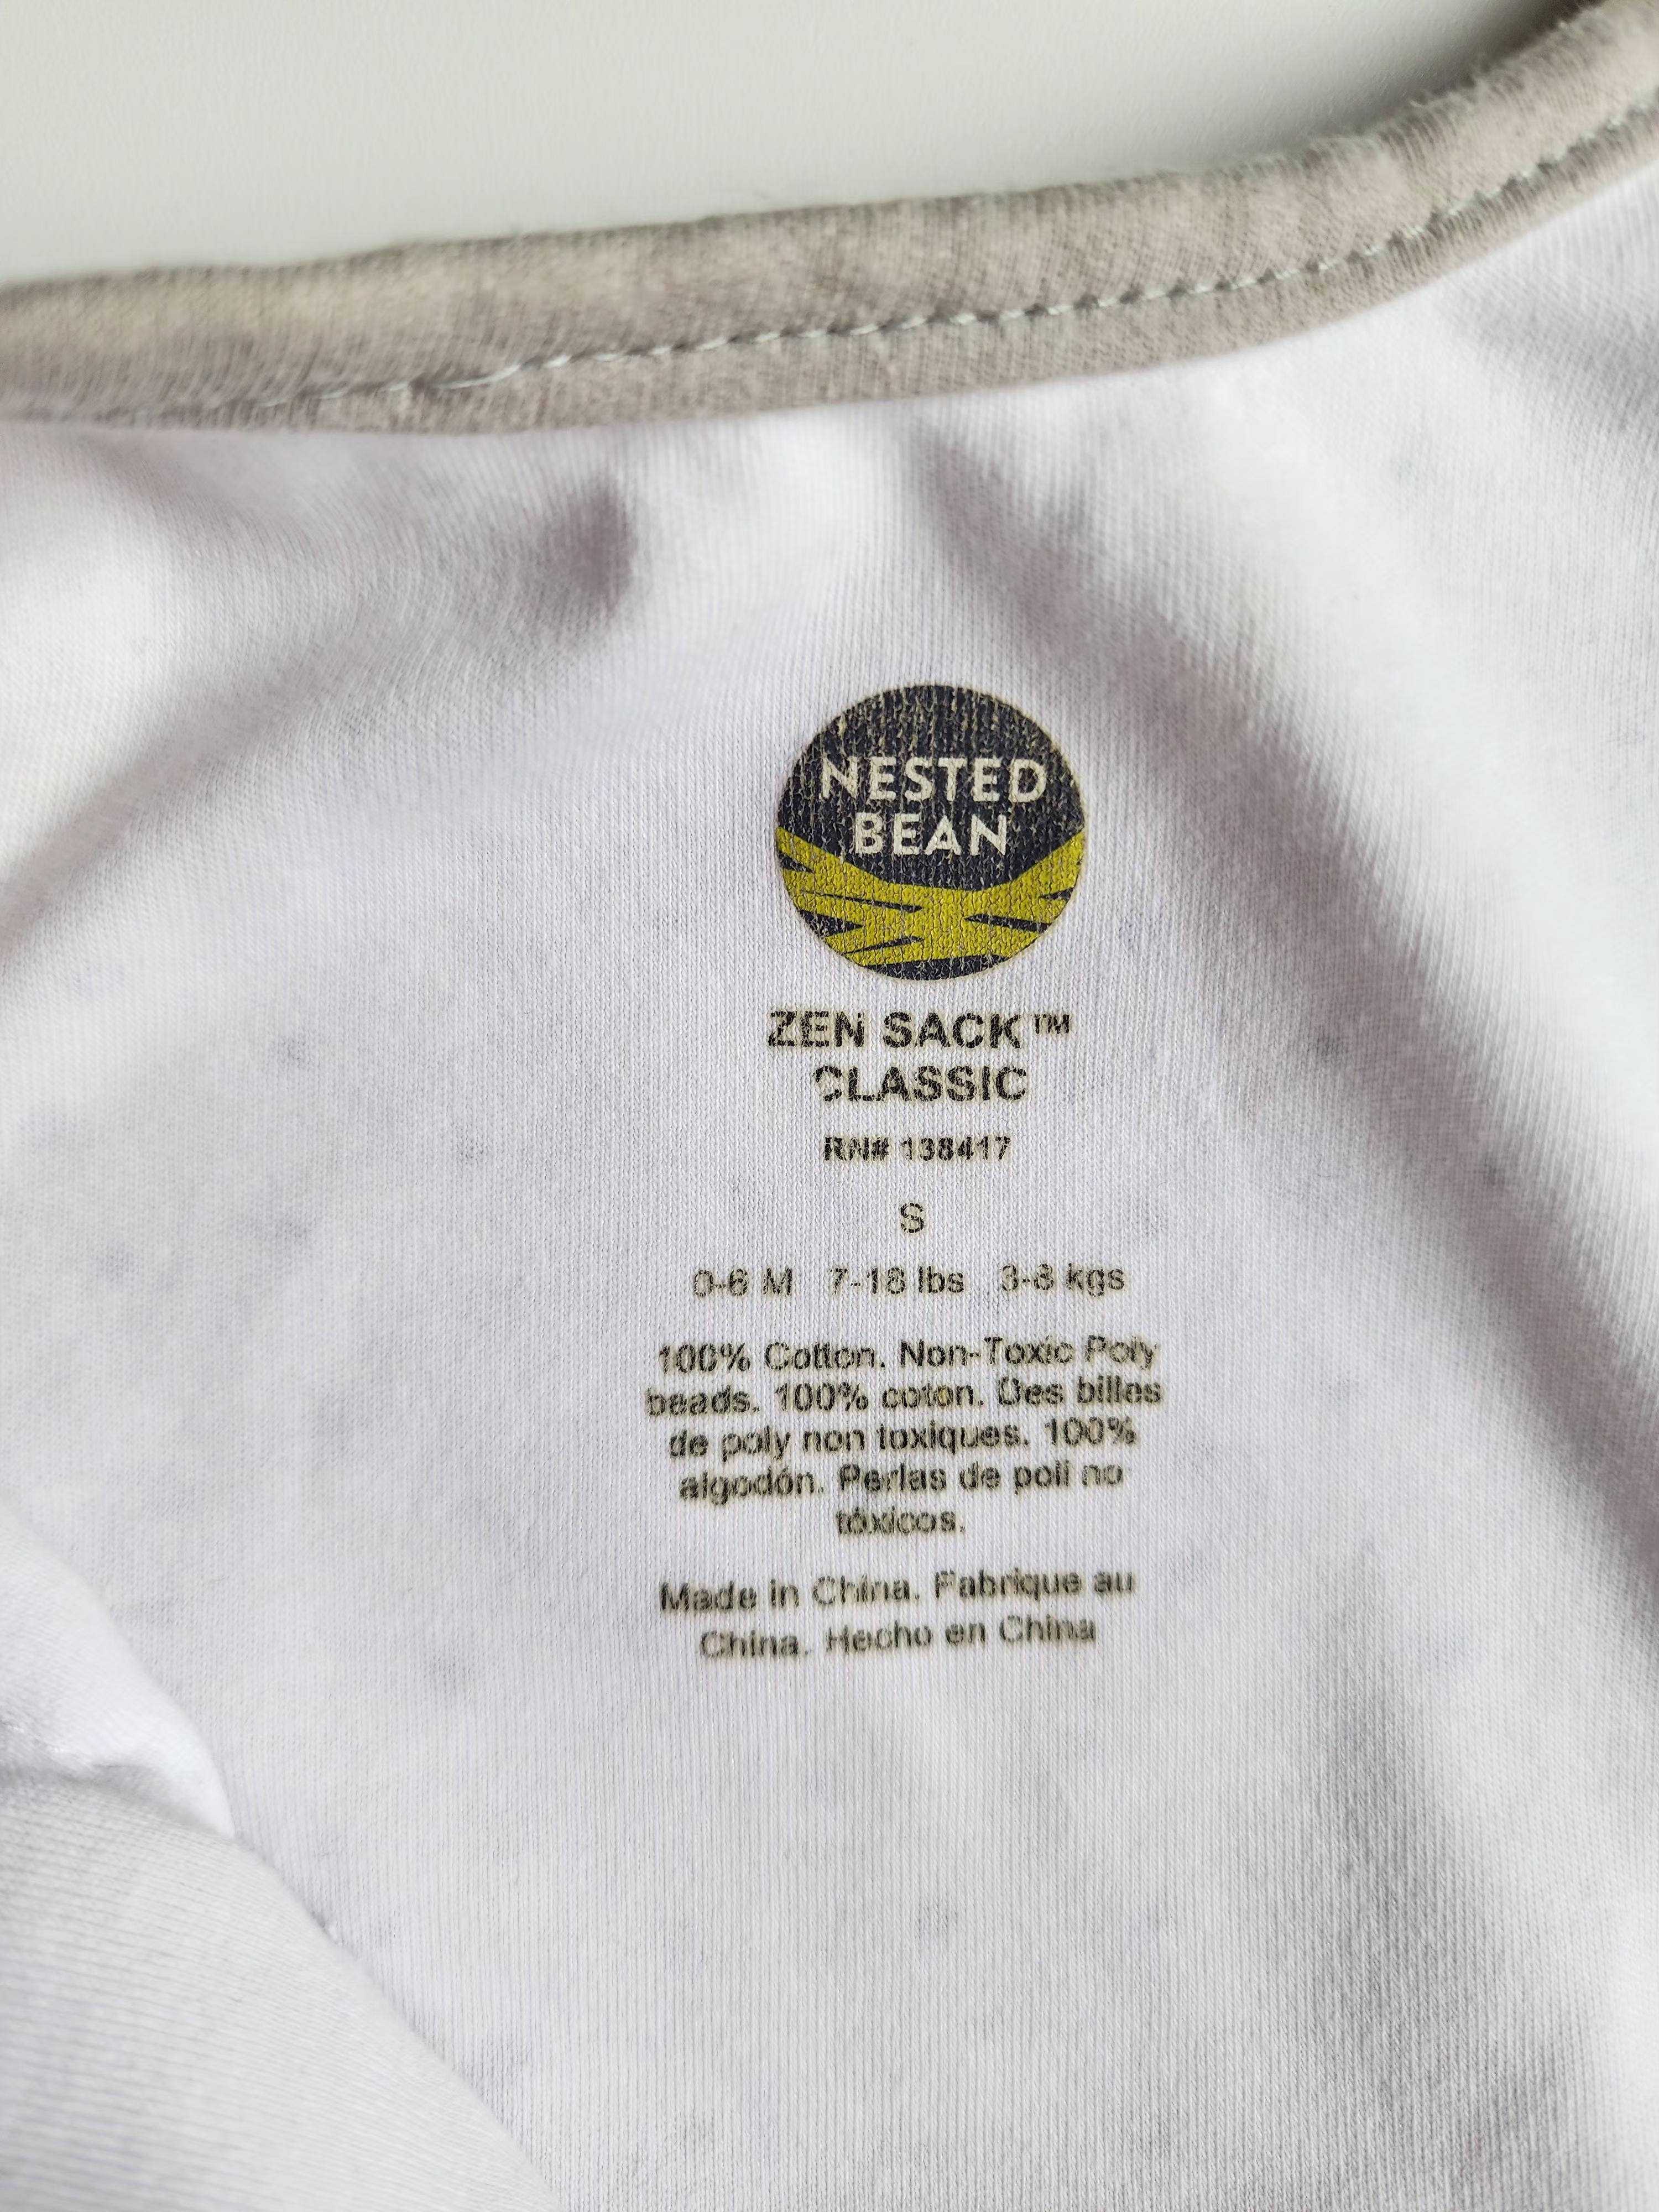 NESTED
BEAN
ZEN SACK™
CLASSIC
RN# 138417
S
0-6 M 7-18 lbs 3-8 kgs
100% Cotton. Non-Toxic Poly
beads. 100% coton. Des billes
de poly non toxiques. 100%
algodón. Perlas de poli no
tóxicos.
Made in China. Fabrique au
China. Hecho en China